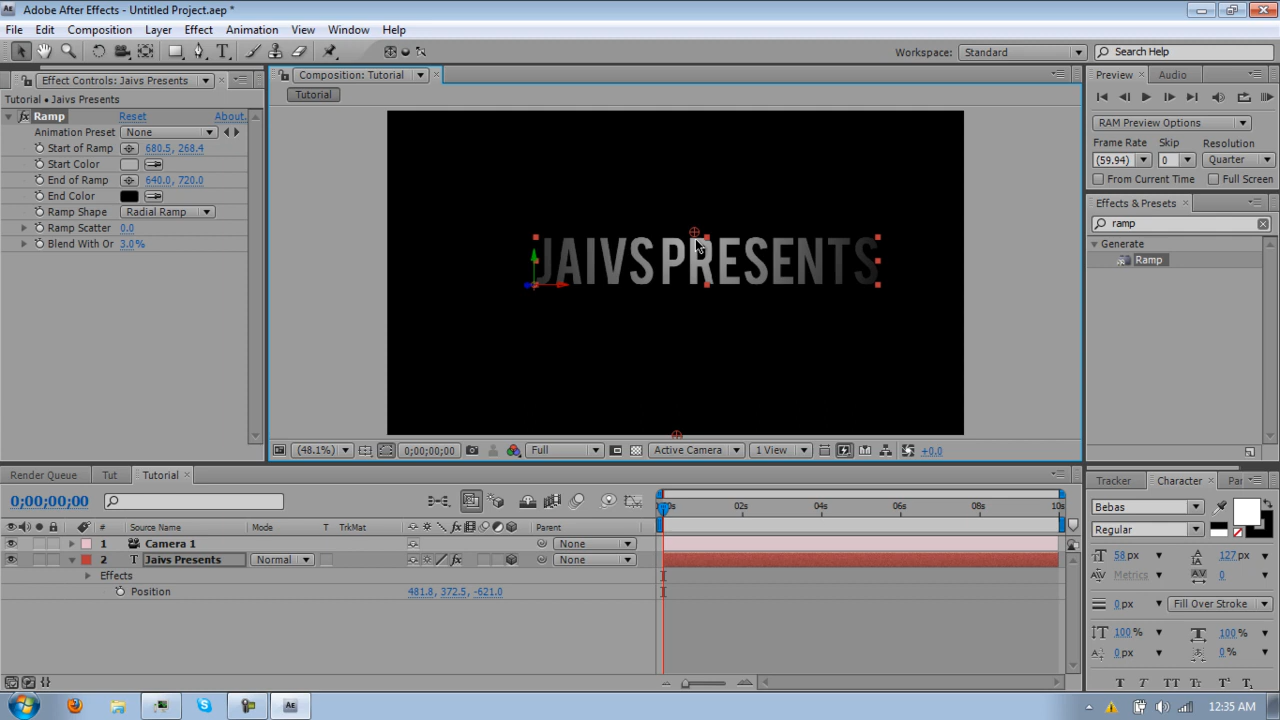 Adobe After Effects - Untitled Project.aep *
File Edit Composition Layer Effect Animation View Window Help
Workspace: Standard Search Help
Effect Controls: Jaivs Presents
Tutorial • Jaivs Presents
Ramp Reset About..
Animation Preset None
Start of Ramp 680.5, 268.4
Start Color
End of Ramp 640.0, 720.0
End Color
Ramp Shape Radial Ramp
Ramp Scatter 0.0
Blend With Or 3.0%
Composition: Tutorial
Tutorial
JAIVS PRESENTS
(48.1%) 0;00;00;00 Full Active Camera 1 View +0.0
Preview Audio
RAM Preview Options
Frame Rate Skip Resolution
(59.94) 0 Quarter
From Current Time Full Screen
Effects & Presets
ramp
Generate
Ramp
Render Queue Tut Tutorial
0;00;00;00
02s 04s 06s 08s 10s
# Source Name Mode T TrkMat Parent
1 Camera 1 None
2 T Jaivs Presents Normal None
Effects
Position 481.8, 372.5, -621.0
Tracker Character
Bebas
Regular
58 px 127 px
Metrics 0
0 px Fill Over Stroke
100 % 100 %
0 px 0 %
T T TT Tт T¹ T
12:35 AM